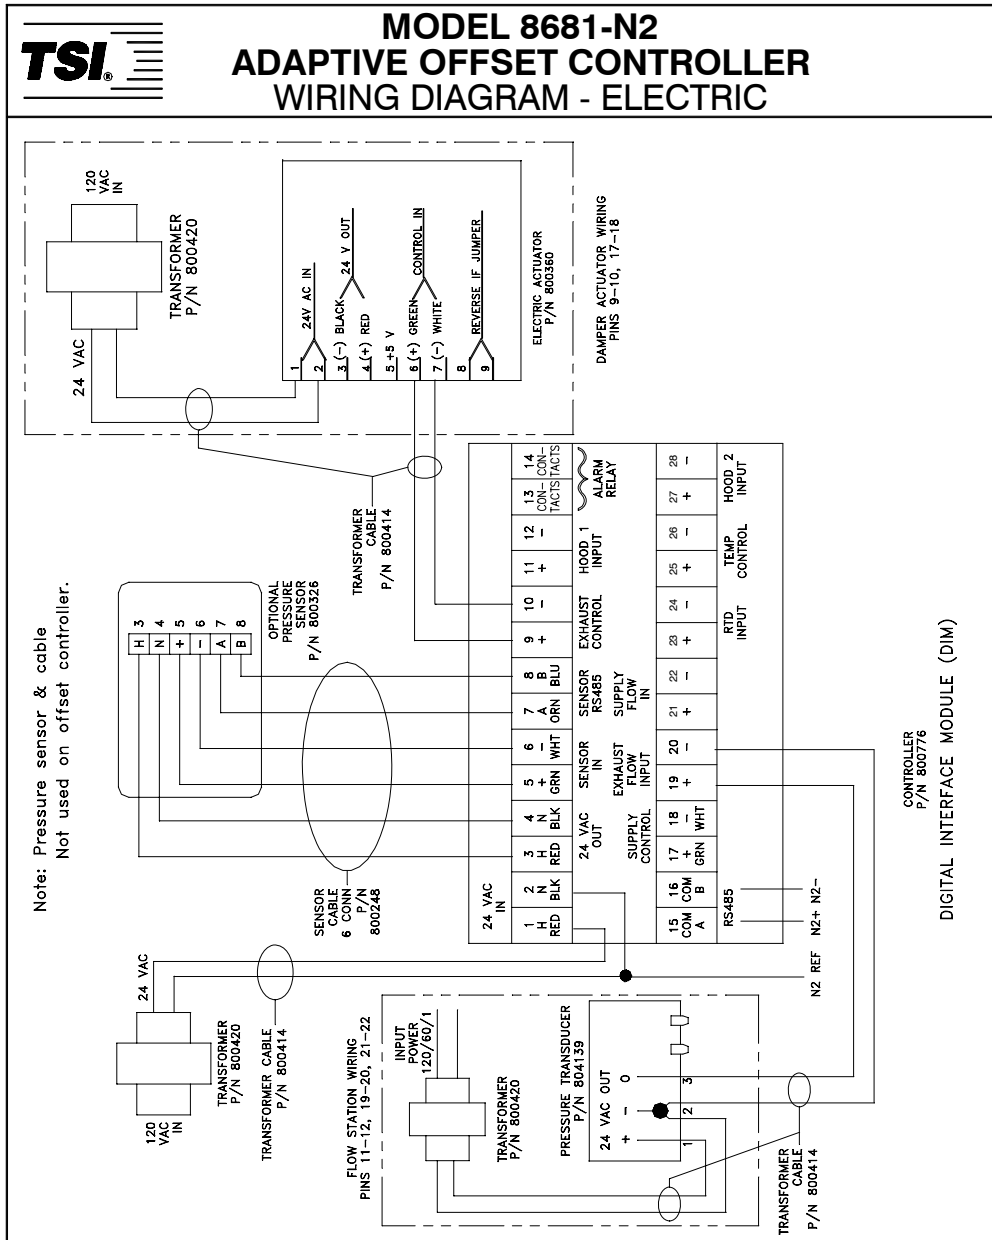 TSI®
MODEL 8681-N2
ADAPTIVE OFFSET CONTROLLER
WIRING DIAGRAM - ELECTRIC
Note: Pressure sensor & cable
Not used on offset controller.
120
VAC
IN
TRANSFORMER
P/N 800420
24 VAC
1
2
3
4
5
6
7
8
9
24V AC IN
(-) BLACK
(+) RED
24 V OUT
+5 V
(+) GREEN
(-) WHITE
CONTROL IN
REVERSE IF JUMPER
ELECTRIC ACTUATOR
P/N 800360
DAMPER ACTUATOR WIRING
PINS 9-10, 17-18
TRANSFORMER
CABLE
P/N 800414
H 3
N 4
+ 5
- 6
A 7
B 8
OPTIONAL
PRESSURE
SENSOR
P/N 800326
SENSOR
CABLE
6 CONN
P/N
800248
24 VAC
IN
1
H
RED
2
N
BLK
3
H
RED
4
N
BLK
5
+
GRN
6
-
WHT
7
A
ORN
8
B
BLU
9
+
10
-
11
+
12
-
13
CON-
TACTS
14
CON-
TACTS
24 VAC
OUT
SENSOR
IN
SENSOR
RS485
EXHAUST
CONTROL
HOOD 1
INPUT
ALARM
RELAY
SUPPLY
CONTROL
EXHAUST
FLOW
INPUT
SUPPLY
FLOW
IN
15
COM
A
16
COM
B
17
+
GRN
18
-
WHT
19
+
20
-
21
+
22
-
23
+
24
-
25
+
26
-
27
+
28
-
RS485
RTD
INPUT
TEMP
CONTROL
HOOD 2
INPUT
N2 REF
N2+
N2-
CONTROLLER
P/N 800776
DIGITAL INTERFACE MODULE (DIM)
120
VAC
IN
24 VAC
TRANSFORMER
P/N 800420
TRANSFORMER CABLE
P/N 800414
FLOW STATION WIRING
PINS 11-12, 19-20, 21-22
INPUT
POWER
120/60/1
TRANSFORMER
P/N 800420
PRESSURE TRANSDUCER
P/N 804139
24 VAC OUT
+ - O
1 2 3
TRANSFORMER
CABLE
P/N 800414